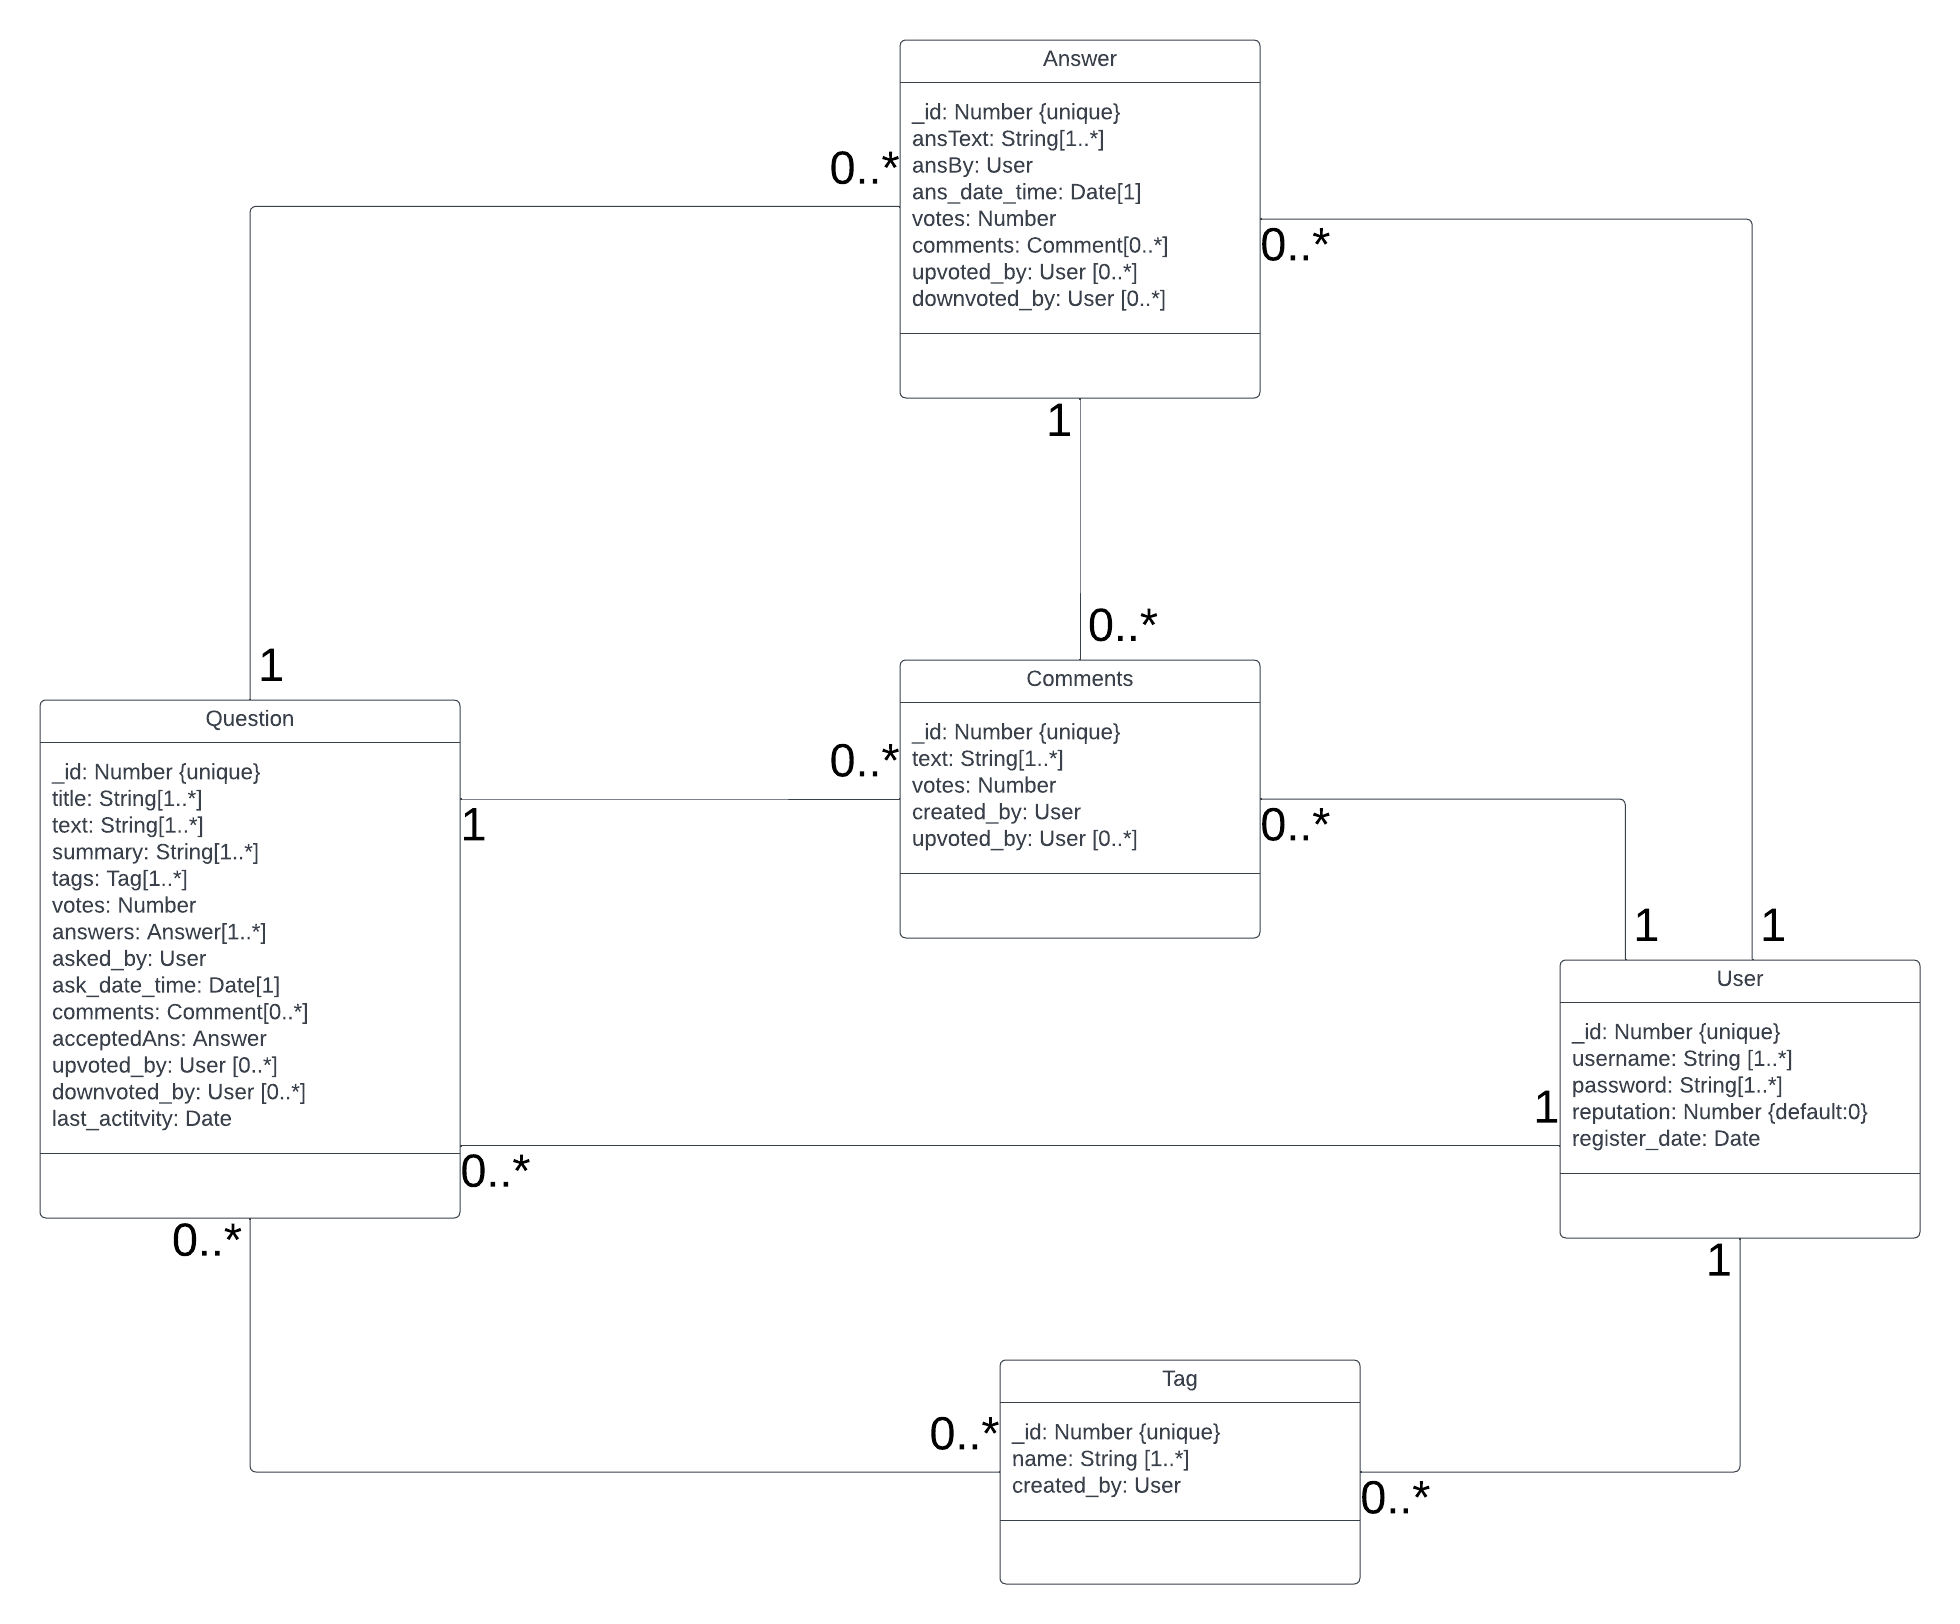 Answer
_id: Number {unique}
ansText: String[1..*]
ansBy: User
ans_date_time: Date[1]
votes: Number
comments: Comment[0..*]
upvoted_by: User [0..*]
downvoted_by: User [0..*]
0..*
0..*
1
1
0..*
Comments
_id: Number {unique}
text: String[1..*]
votes: Number
created_by: User
upvoted_by: User [0..*]
0..*
0..*
Question
_id: Number {unique}
title: String[1..*]
text: String[1..*]
summary: String[1..*]
tags: Tag[1..*]
votes: Number
answers: Answer[1..*]
asked_by: User
ask_date_time: Date[1]
comments: Comment[0..*]
acceptedAns: Answer
upvoted_by: User [0..*]
downvoted_by: User [0..*]
last_actitvity: Date
1
0..*
0..*
1
1
User
_id: Number {unique}
username: String [1..*]
password: String[1..*]
reputation: Number {default:0}
register_date: Date
1
1
Tag
_id: Number {unique}
name: String [1..*]
created_by: User
0..*
0..*